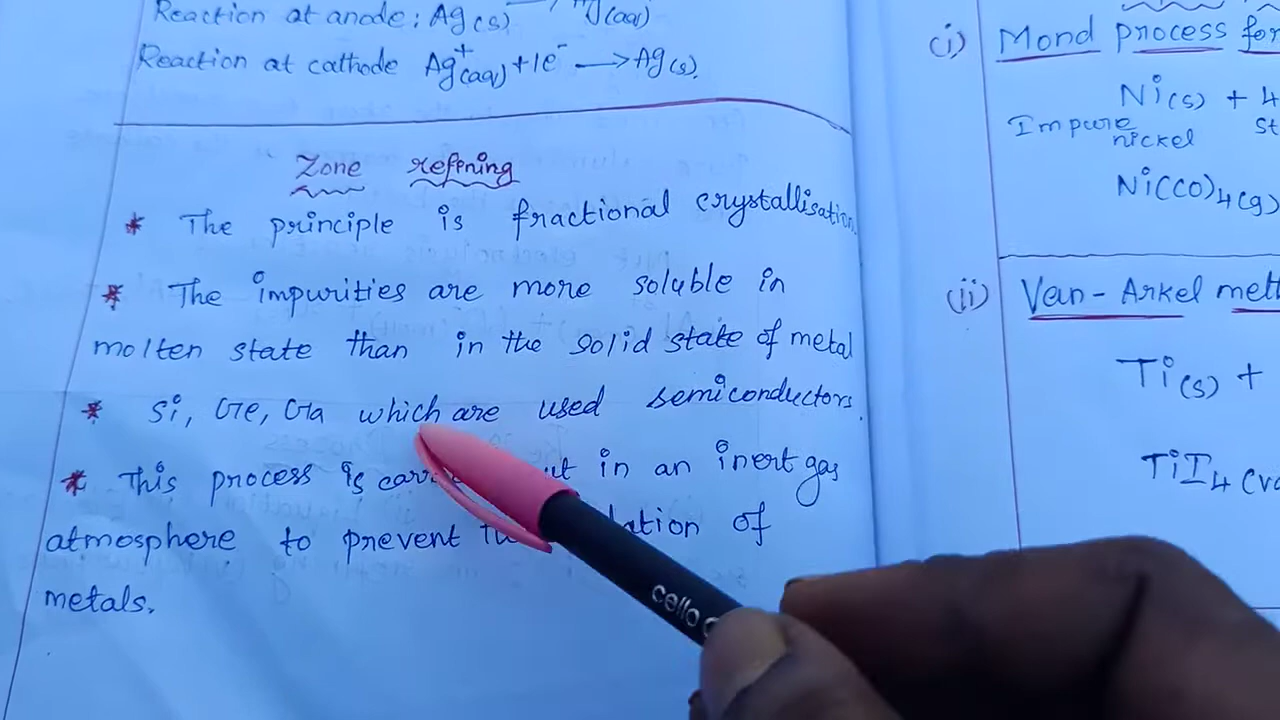 Reaction at anode: Ag(s) (aq)
Reaction at cathode Ag+(aq) + 1e- → Ag(s).
Zone refining
* The principle is fractional crystallisation.
* The impurities are more soluble in
molten state than in the solid state of metal
* Si, Ge, Ga which are used semiconductors.
* This process is in an inert gas
atmosphere to prevent of
metals.
cello
(i) Mond process for
Ni(s) + 4
Impure
nickel
Ni(CO)4(g)
(ii) Van-Arkel
Ti(s) +
TiI4